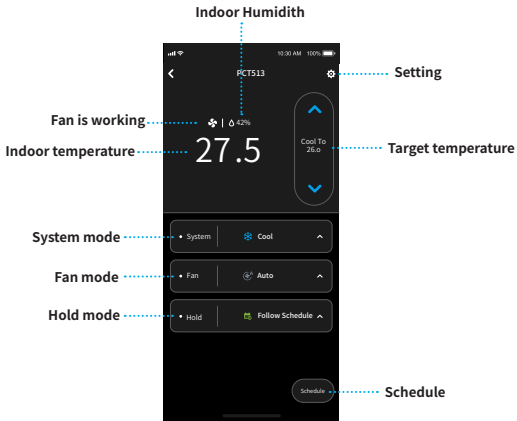 Indoor Humidith
10:30 AM 100%
PCT513
Setting
Fan is working
42%
Indoor temperature
27.5
Cool To
26.0
Target temperature
System mode
• System
Cool
Fan mode
• Fan
A
Auto
Hold mode
• Hold
Follow Schedule
Schedule
Schedule